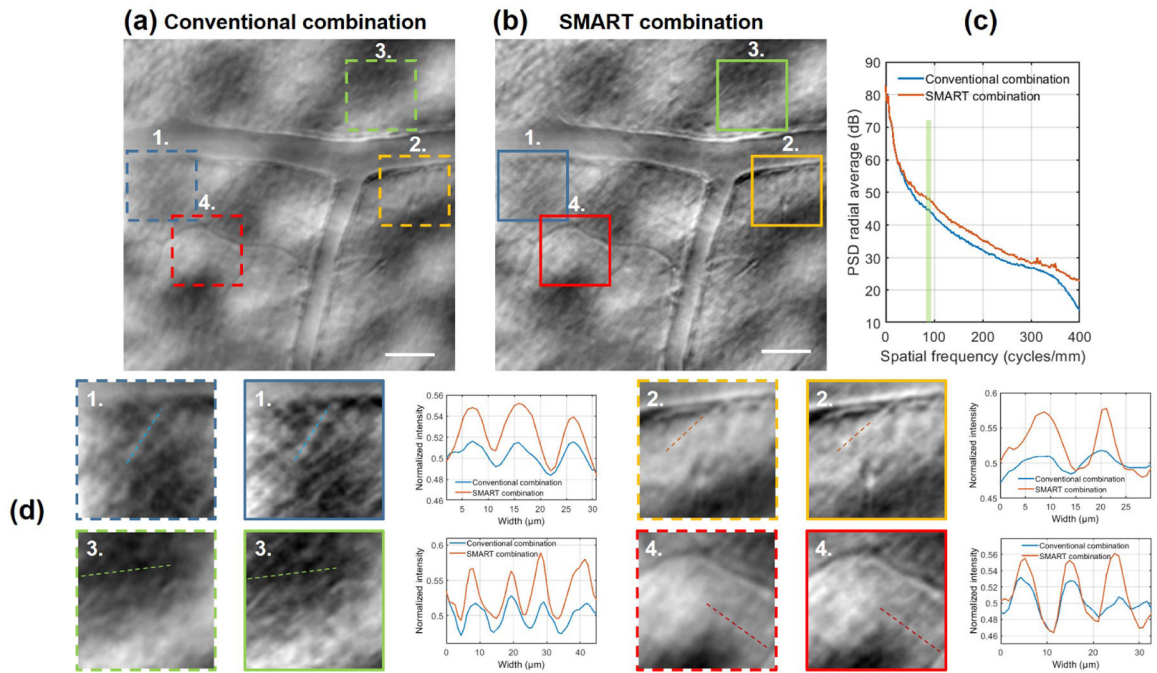 (a) Conventional combination
(b) SMART combination
(c)
1.
2.
3.
4.
1.
2.
3.
4.
90
80
70
60
50
40
30
20
10
Conventional combination
SMART combination
PSD radial average (dB)
0 100 200 300 400
Spatial frequency (cycles/mm)
(d)
1.
1.
0.56
0.54
0.52
0.5
0.48
0.46
Normalized intensity
Conventional combination
SMART combination
5 10 15 20 25 30
Width (µm)
2.
2.
0.6
0.55
0.5
0.45
Normalized intensity
Conventional combination
SMART combination
0 5 10 15 20 25
Width (µm)
3.
3.
0.6
0.55
0.5
Normalized intensity
Conventional combination
SMART combination
0 10 20 30 40
Width (µm)
4.
4.
0.56
0.54
0.52
0.5
0.48
0.46
Normalized intensity
Conventional combination
SMART combination
0 10 20 30
Width (µm)